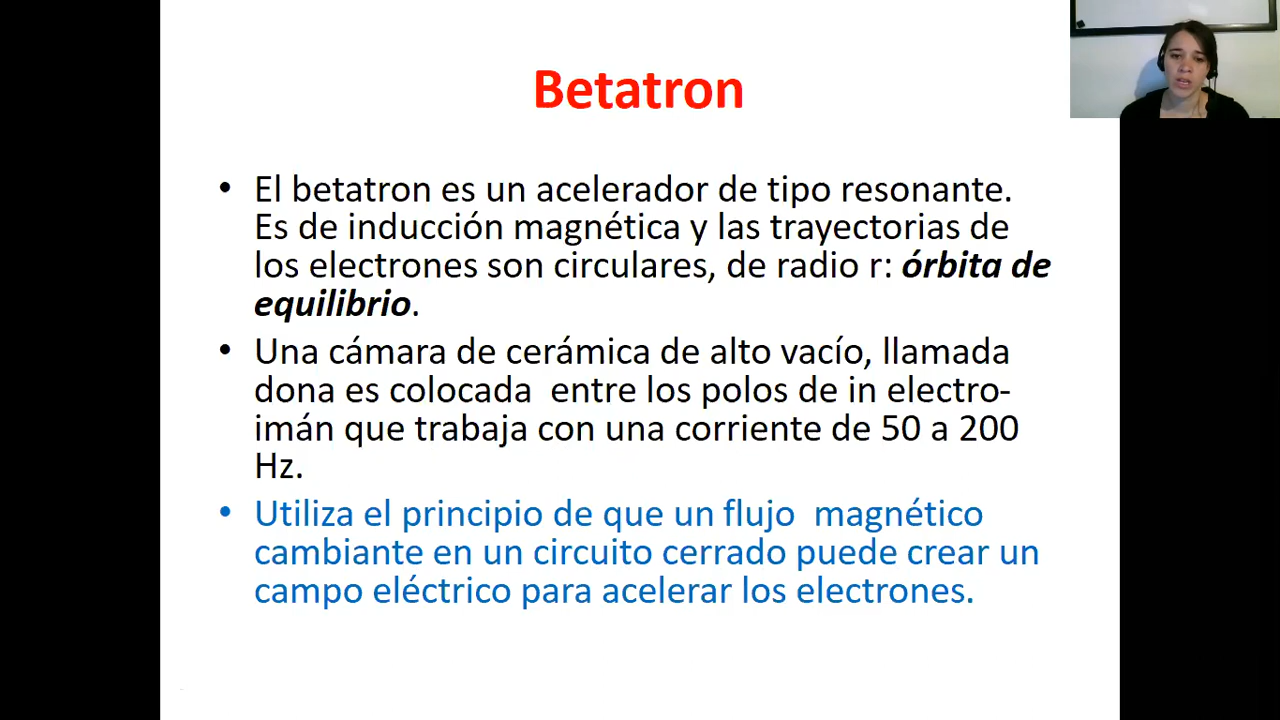 Betatron
• El betatron es un acelerador de tipo resonante.
Es de inducción magnética y las trayectorias de
los electrones son circulares, de radio r: órbita de
equilibrio.
• Una cámara de cerámica de alto vacío, llamada
dona es colocada  entre los polos de in electro-
imán que trabaja con una corriente de 50 a 200
Hz.
• Utiliza el principio de que un flujo  magnético
cambiante en un circuito cerrado puede crear un
campo eléctrico para acelerar los electrones.